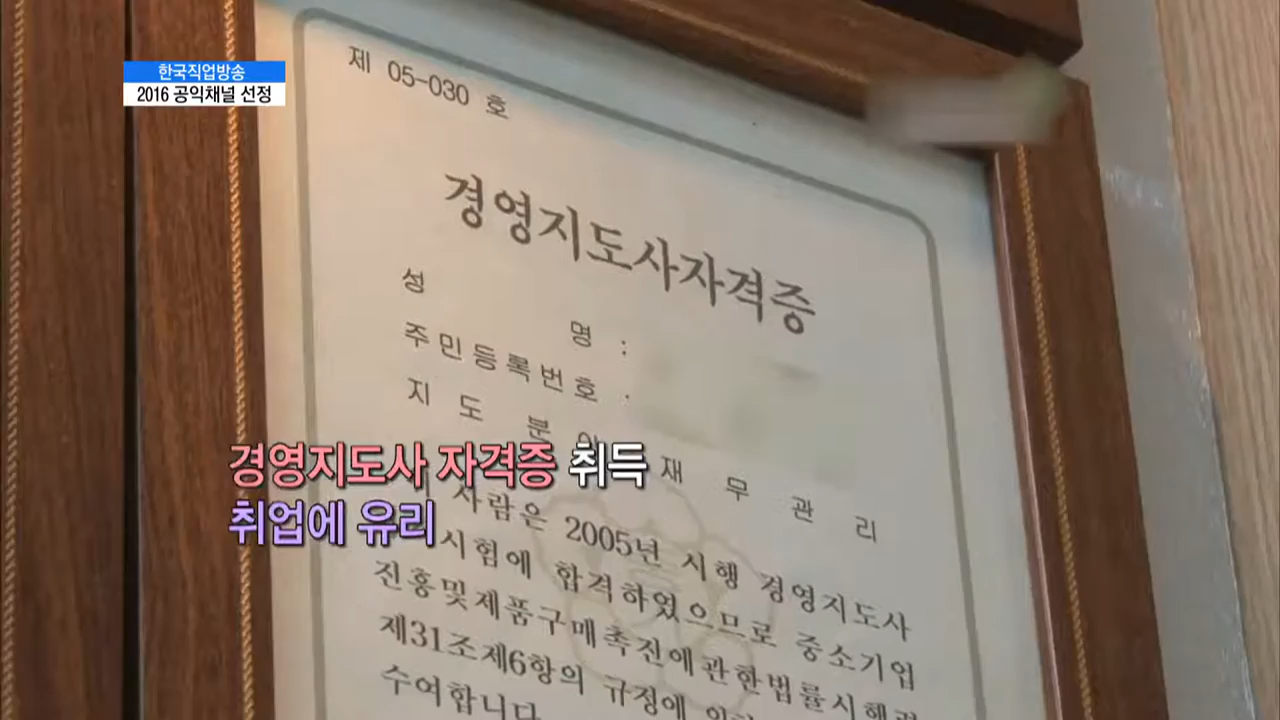 한국직업방송
2016 공익채널 선정
제 05-030 호
경영지도사자격증
성 명 :
주민등록번호 :
지 도 분 야 재 무 관 리
경영지도사 자격증 취득
취업에 유리
사람은 2005년 시행 경영지도사
시험에 합격하였으므로 중소기업
진흥및제품구매촉진에관한법률시행령
제31조제6항의 규정에
수여합니다